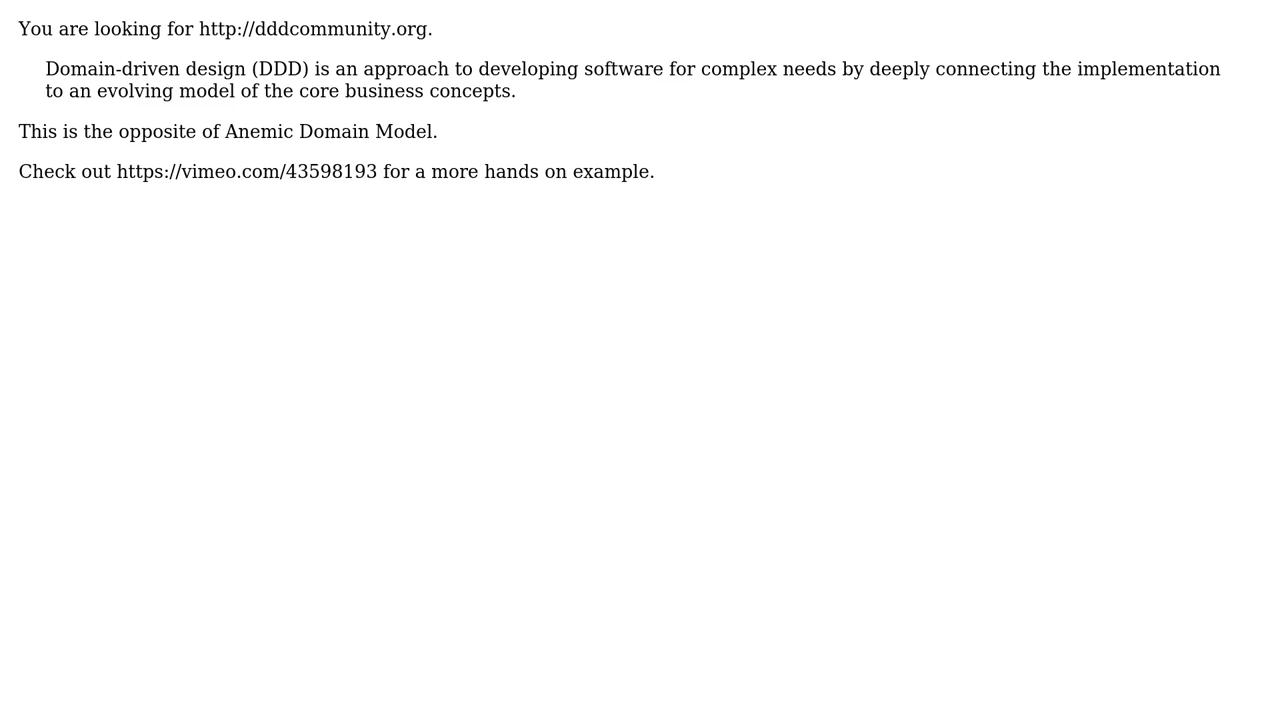 You are looking for http://dddcommunity.org.
Domain-driven design (DDD) is an approach to developing software for complex needs by deeply connecting the implementation
to an evolving model of the core business concepts.
This is the opposite of Anemic Domain Model.
Check out https://vimeo.com/43598193 for a more hands on example.